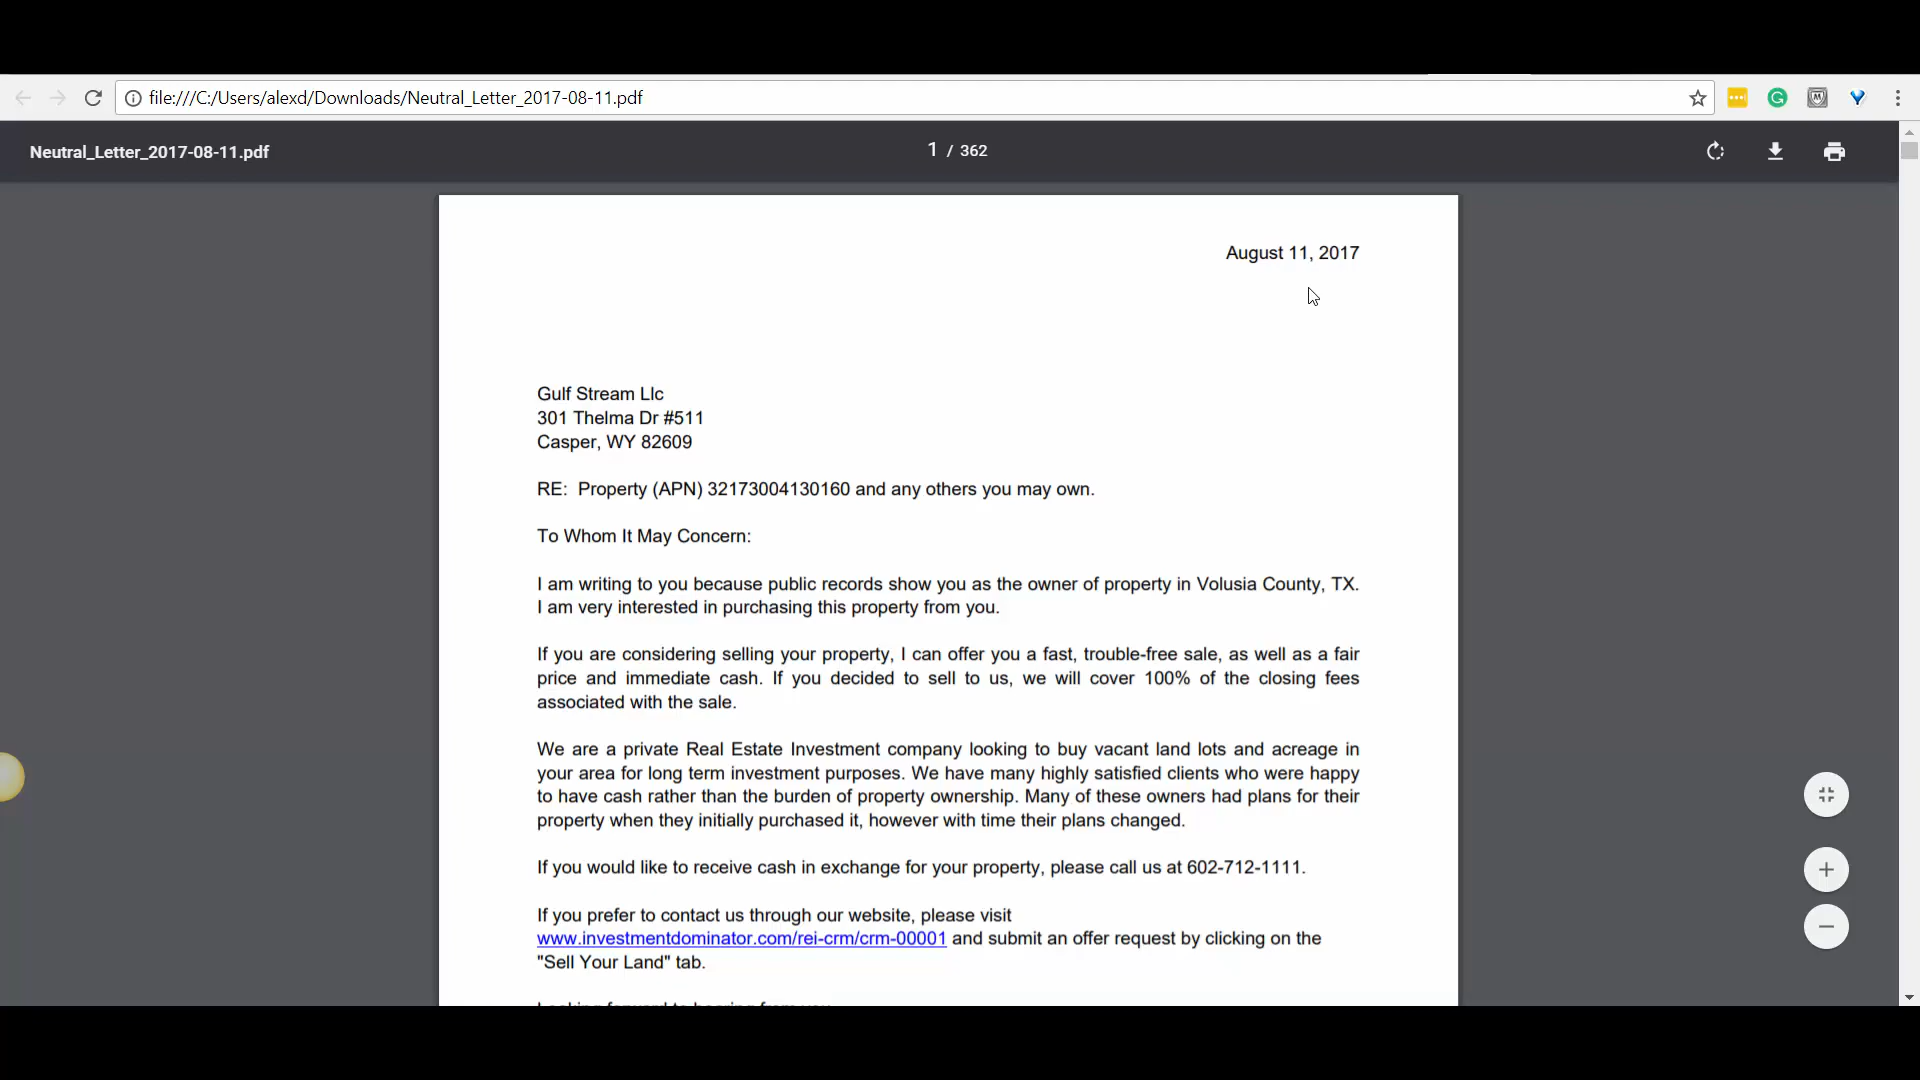 file:///C:/Users/alexd/Downloads/Neutral_Letter_2017-08-11.pdf
Neutral_Letter_2017-08-11.pdf
1 / 362
August 11, 2017
Gulf Stream Llc
301 Thelma Dr #511
Casper, WY 82609
RE: Property (APN) 32173004130160 and any others you may own.
To Whom It May Concern:
I am writing to you because public records show you as the owner of property in Volusia County, TX.
I am very interested in purchasing this property from you.
If you are considering selling your property, I can offer you a fast, trouble-free sale, as well as a fair
price and immediate cash. If you decided to sell to us, we will cover 100% of the closing fees
associated with the sale.
We are a private Real Estate Investment company looking to buy vacant land lots and acreage in
your area for long term investment purposes. We have many highly satisfied clients who were happy
to have cash rather than the burden of property ownership. Many of these owners had plans for their
property when they initially purchased it, however with time their plans changed.
If you would like to receive cash in exchange for your property, please call us at 602-712-1111.
If you prefer to contact us through our website, please visit
www.investmentdominator.com/rei-crm/crm-00001 and submit an offer request by clicking on the
"Sell Your Land" tab.